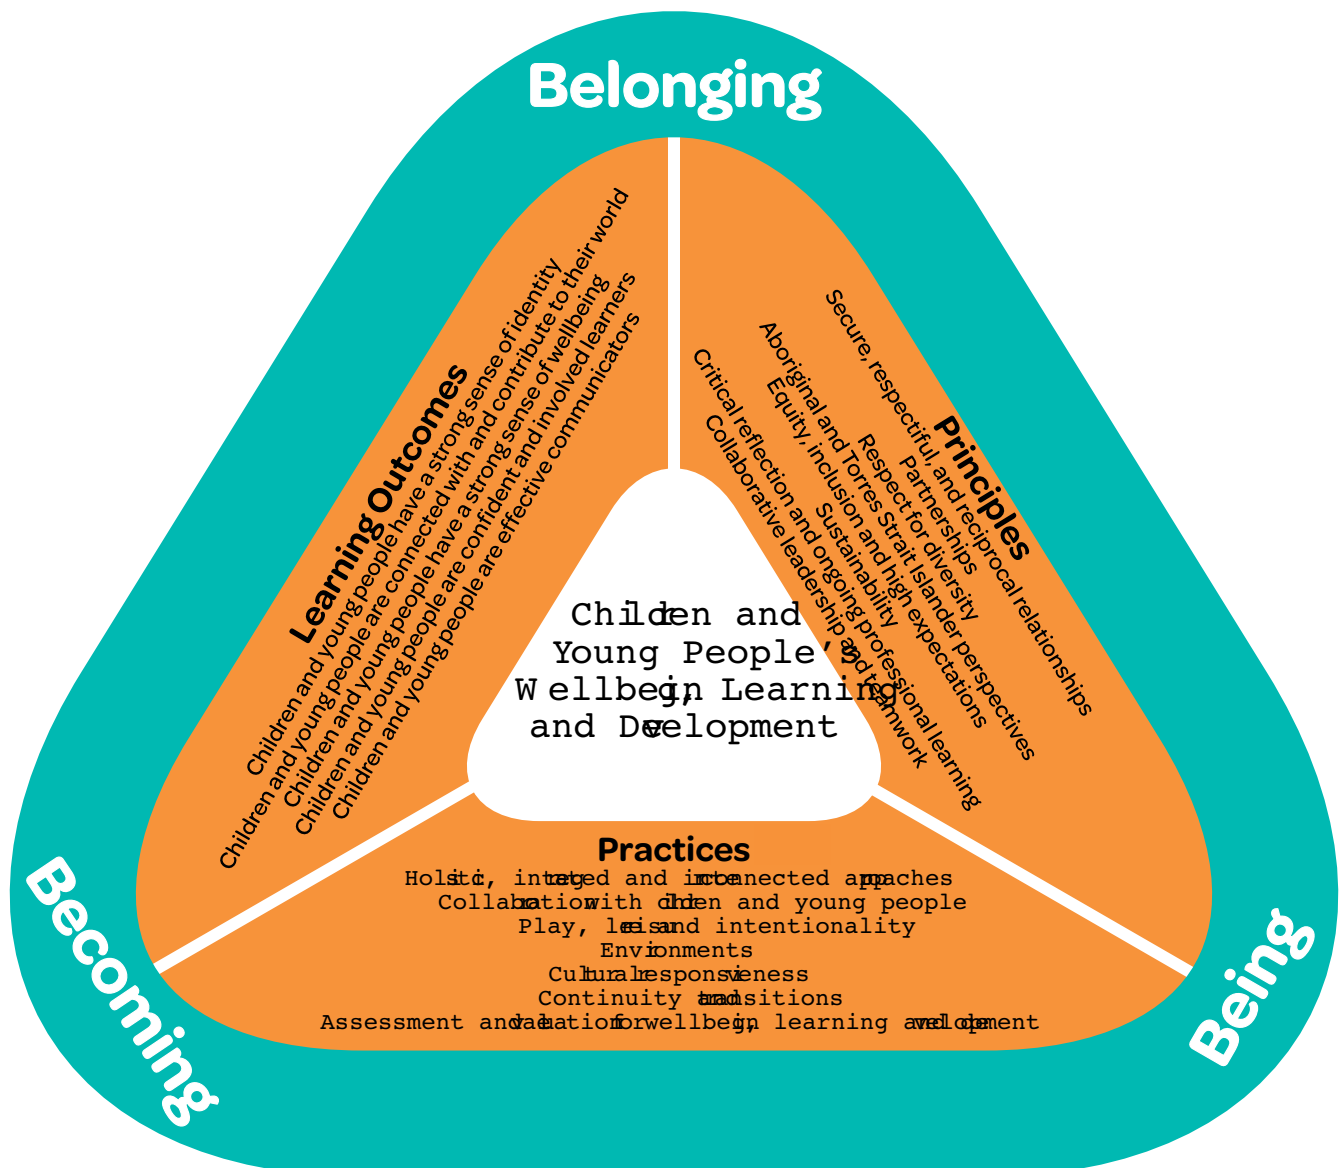 Belonging
Learning Outcomes
Children and young people have a strong sense of identity
Children and young people are connected with and contribute to their world
Children and young people have a strong sense of wellbeing
Children and young people are confident and involved learners
Children and young people are effective communicators
Principles
Secure, respectful, and reciprocal relationships
Partnerships
Respect for diversity
Aboriginal and Torres Strait Islander perspectives
Equity, inclusion and high expectations
Sustainability
Critical reflection and ongoing professional learning
Collaborative leadership and teamwork
Children and
Young People's
Wellbeing, Learning
and Development
Practices
Holistic, integrated and interconnected approaches
Collaboration with children and young people
Play, leisure and intentionality
Environments
Cultural responsiveness
Continuity and transitions
Assessment and evaluation for wellbeing, learning and development
Becoming
Being